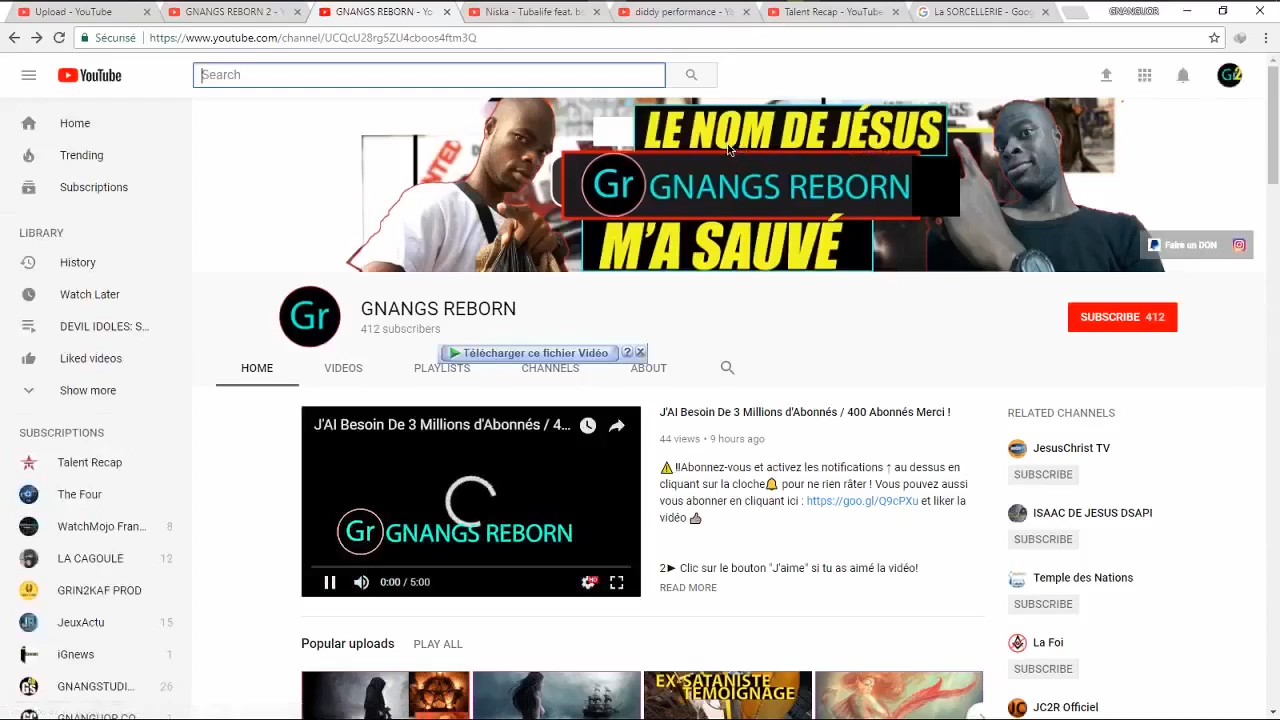 Upload - YouTube
GNANGS REBORN 2 - Y
GNANGS REBORN - Yo
Niska - Tubalife feat. b
diddy performance - Yo
Talent Recap - YouTube
La SORCELLERIE - Goog
GNANGUOR
Sécurisé
https://www.youtube.com/channel/UCQcU28rg5ZU4cboos4ftm3Q
YouTube
Search
Gr2
Home
Trending
Subscriptions
LIBRARY
History
Watch Later
DEVIL IDOLES: S...
Liked videos
Show more
SUBSCRIPTIONS
Talent Recap
The Four
WatchMojo Fran... 8
LA CAGOULE 12
GRIN2KAF PROD
JeuxActu 15
iGnews 1
GNANGSTUDI... 26
GNANGUOR CO
LE NOM DE JÉSUS
Gr GNANGS REBORN
M'A SAUVÉ
Faire un DON
Gr
GNANGS REBORN
412 subscribers
SUBSCRIBE 412
Télécharger ce fichier Vidéo ?
HOME
VIDEOS
PLAYLISTS
CHANNELS
ABOUT
J'AI Besoin De 3 Millions d'Abonnés / 4...
Gr GNANGS REBORN
0:00 / 5:00
HD
J'AI Besoin De 3 Millions d'Abonnés / 400 Abonnés Merci !
44 views • 9 hours ago
⚠‼Abonnez-vous et activez les notifications ↑ au dessus en
cliquant sur la cloche🔔 pour ne rien râter ! Vous pouvez aussi
vous abonner en cliquant ici : https://goo.gl/Q9cPXu et liker la
vidéo 👍
2► Clic sur le bouton "J'aime" si tu as aimé la vidéo!
READ MORE
Popular uploads PLAY ALL
EX-SATANISTE
TÉMOIGNAGE
RELATED CHANNELS
JesusChrist TV
SUBSCRIBE
ISAAC DE JESUS DSAPI
SUBSCRIBE
Temple des Nations
SUBSCRIBE
La Foi
SUBSCRIBE
JC2R Officiel